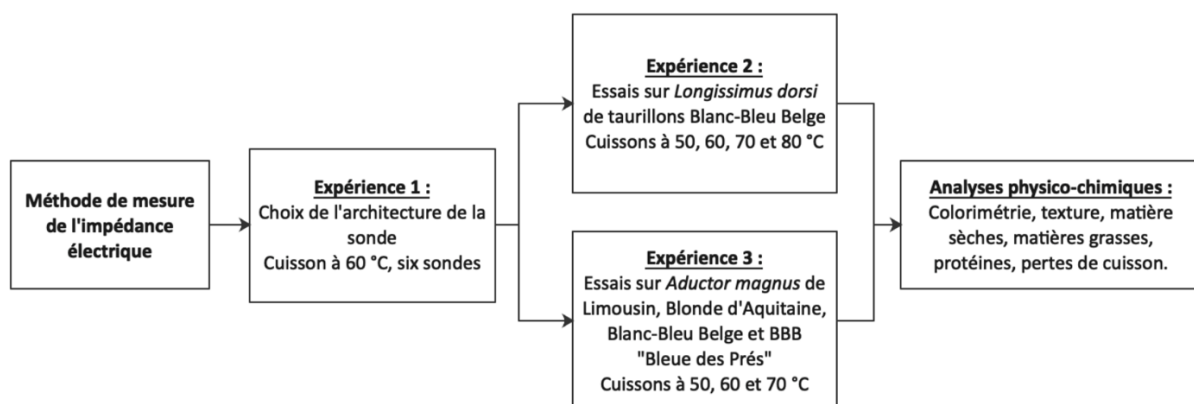 Méthode de mesure
de l'impédance
électrique
Expérience 1 :
Choix de l'architecture de la
sonde
Cuisson à 60 °C, six sondes
Expérience 2 :
Essais sur Longissimus dorsi
de taurillons Blanc-Bleu Belge
Cuissons à 50, 60, 70 et 80 °C
Expérience 3 :
Essais sur Aductor magnus de
Limousin, Blonde d'Aquitaine,
Blanc-Bleu Belge et BBB
"Bleue des Prés"
Cuissons à 50, 60 et 70 °C
Analyses physico-chimiques :
Colorimétrie, texture, matière
sèches, matières grasses,
protéines, pertes de cuisson.